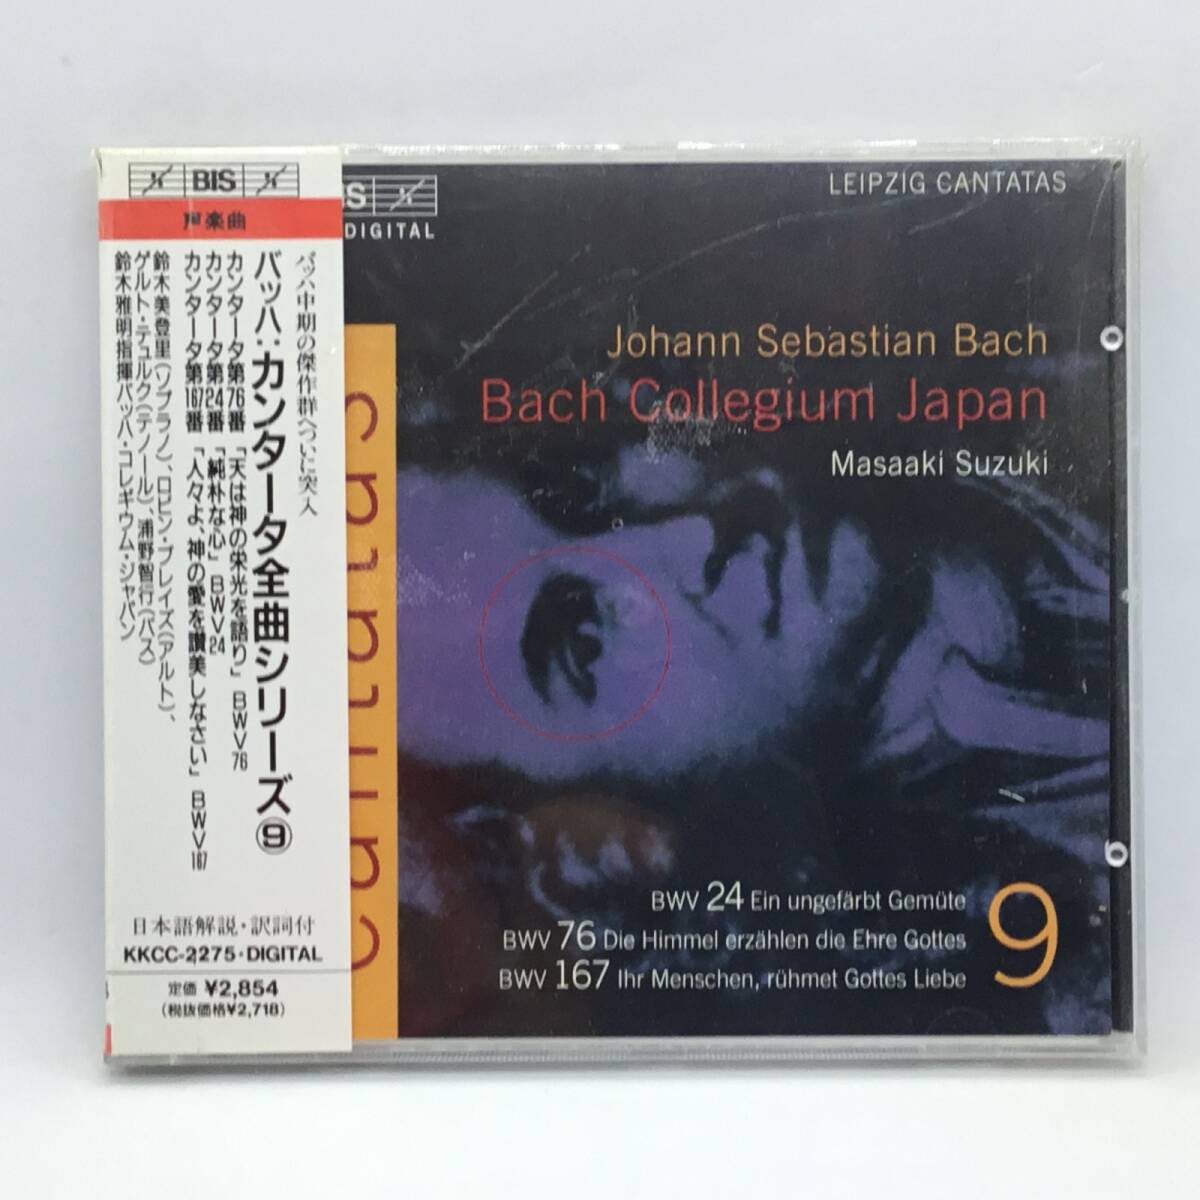 BIS
声楽曲
バッハ中期の傑作群へついに突入
バッハ：カンタータ全曲シリーズ⑨
カンタータ第76番「天は神の栄光を語り」BWV76
カンタータ第24番「純朴な心」BWV24
カンタータ第167番「人々よ、神の愛を讃美しなさい」BWV167
鈴木美登里（ソプラノ）、ロビン・ブレイズ（アルト）、
ゲルト・テュルク（テノール）、浦野智行（バス）
鈴木雅明指揮バッハ・コレギウム・ジャパン
日本語解説・訳詞付
KKCC-2275・DIGITAL
定価 ¥2,854
（税抜価格¥2,718）
IS
DIGITAL
LEIPZIG CANTATAS
Johann Sebastian Bach
Bach Collegium Japan
Masaaki Suzuki
cantatas
BWV 24 Ein ungefärbt Gemüte
BWV 76 Die Himmel erzählen die Ehre Gottes
BWV 167 Ihr Menschen, rühmet Gottes Liebe
9